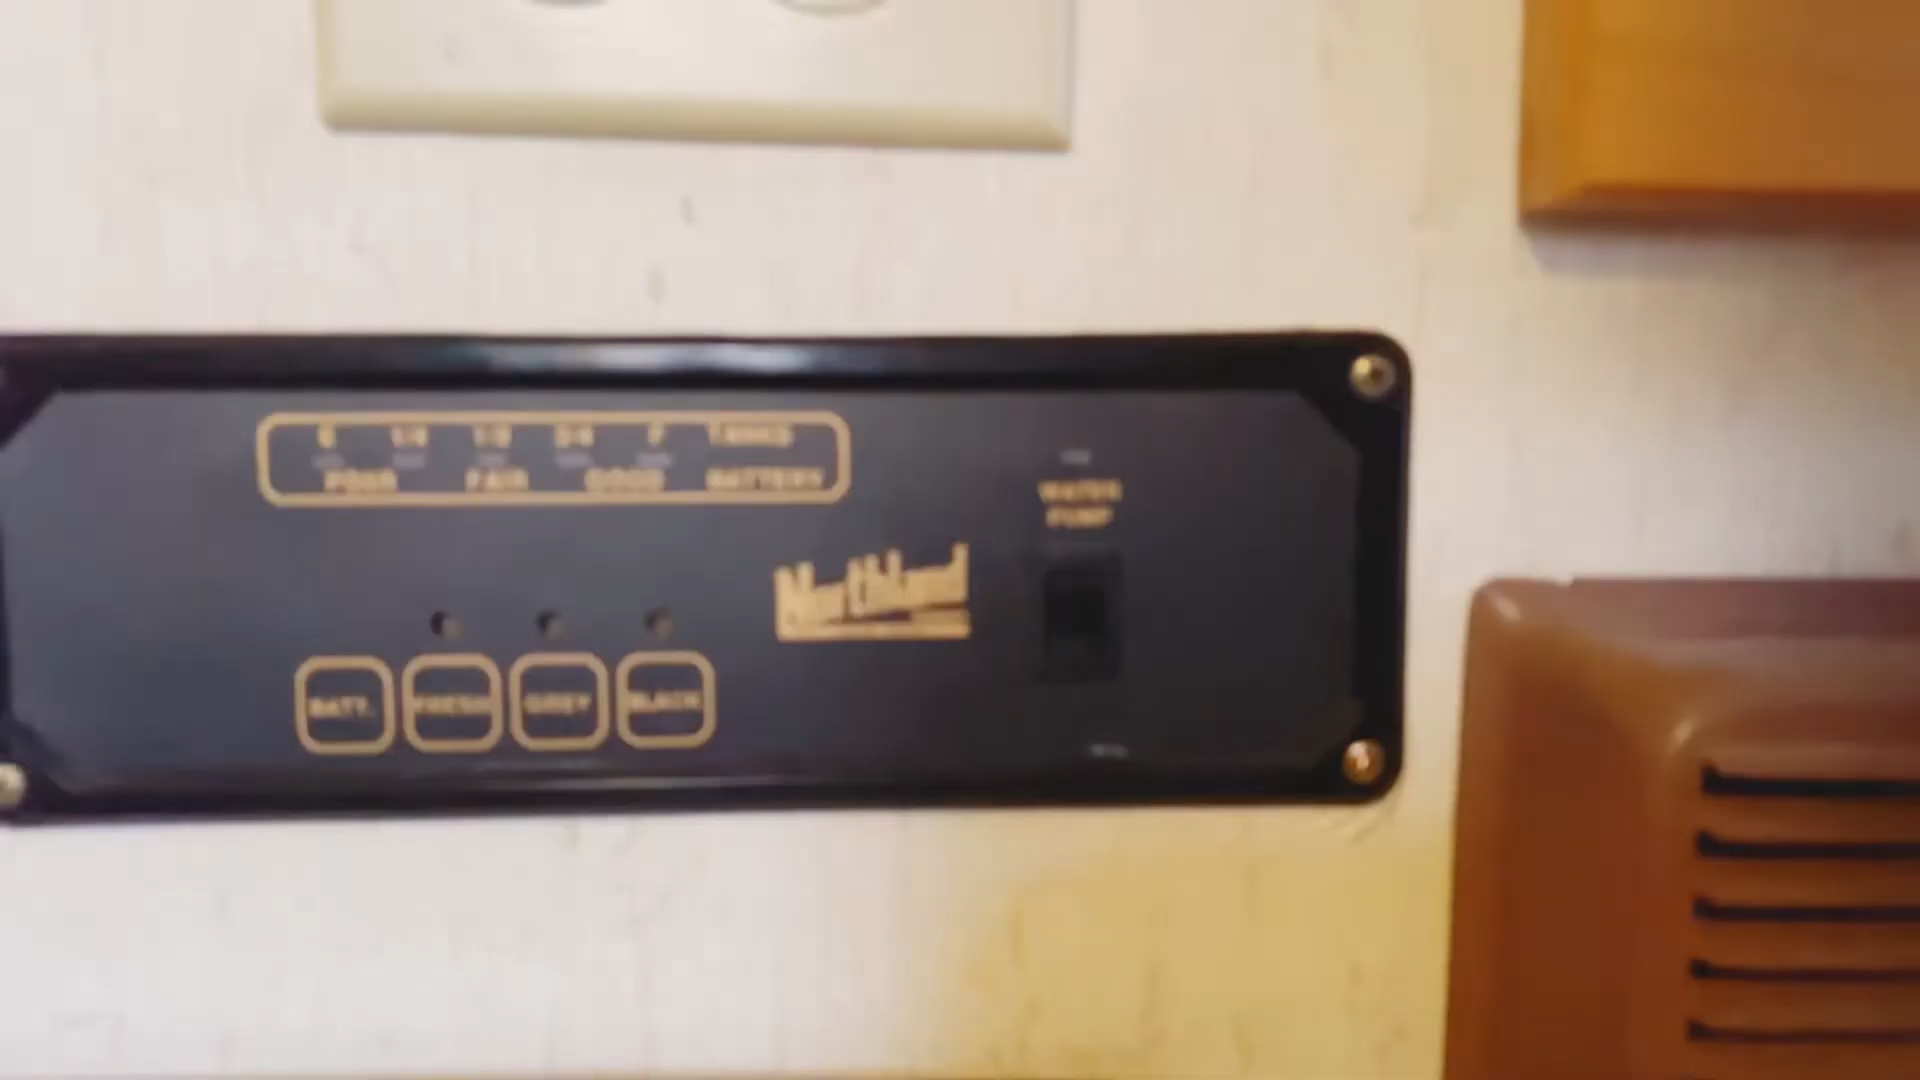 E 1/4 1/2 3/4 F TANKS
POOR FAIR GOOD BATTERY
WATER
PUMP
Northland
BATT. FRESH GREY BLACK